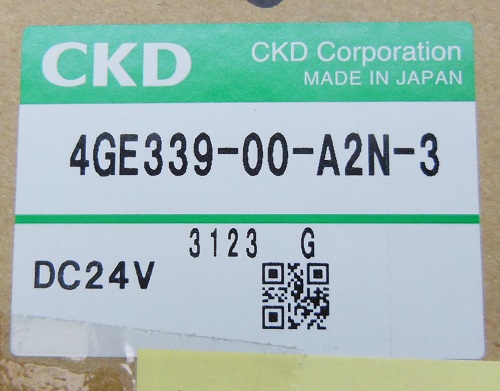 CKD
CKD Corporation
MADE IN JAPAN
4GE339-00-A2N-3
3123 G
DC24V